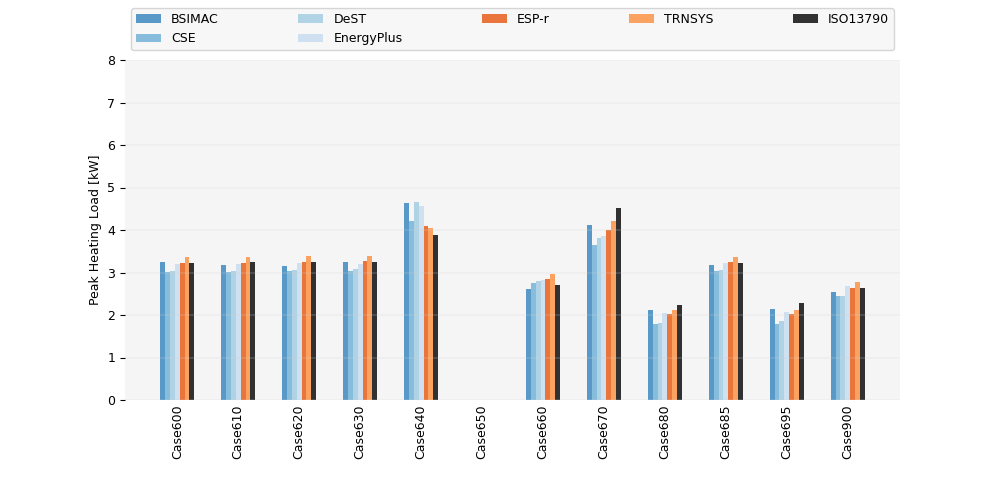 BSIMAC DeST ESP-r TRNSYS ISO13790
CSE EnergyPlus
Peak Heating Load [kW]
8
7
6
5
4
3
2
1
0
Case600 Case610 Case620 Case630 Case640 Case650 Case660 Case670 Case680 Case685 Case695 Case900